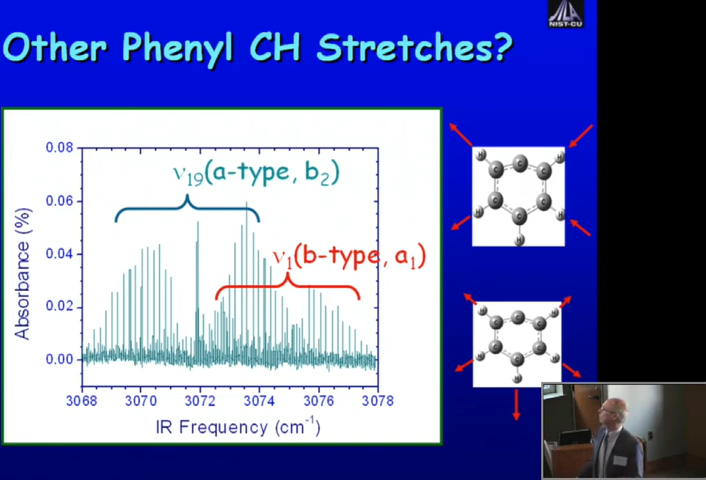 NIST-CU
Other Phenyl CH Stretches?
ν19(a-type, b2)
ν1(b-type, a1)
0.08
0.06
0.04
0.02
0.00
Absorbance (%)
3068 3070 3072 3074 3076 3078
IR Frequency (cm-1)
H H
C C C
C C C
H H
H
H H
C C C
C C C
H H
H